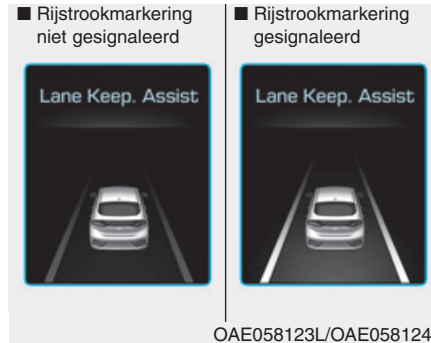 ■ Rijstrookmarkering
niet gesignaleerd
Lane Keep. Assist
■ Rijstrookmarkering
gesignaleerd
Lane Keep. Assist
OAE058123L/OAE058124